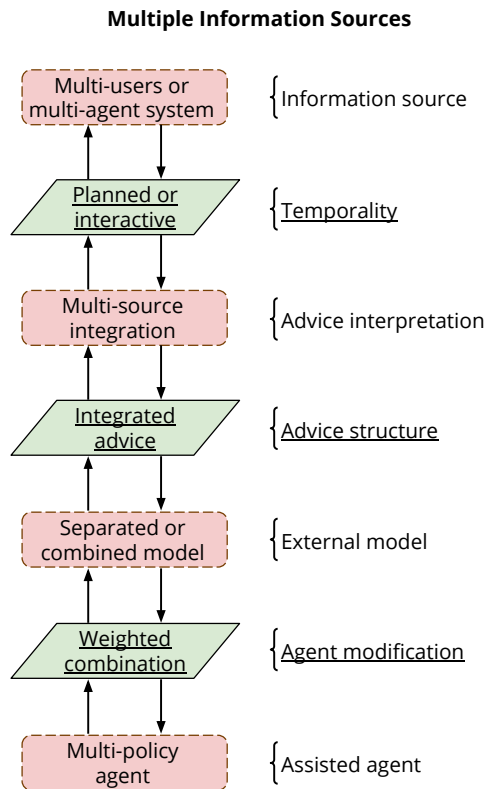 Multiple Information Sources
Multi-users or
multi-agent system
Information source
Planned or
interactive
Temporality
Multi-source
integration
Advice interpretation
Integrated
advice
Advice structure
Separated or
combined model
External model
Weighted
combination
Agent modification
Multi-policy
agent
Assisted agent